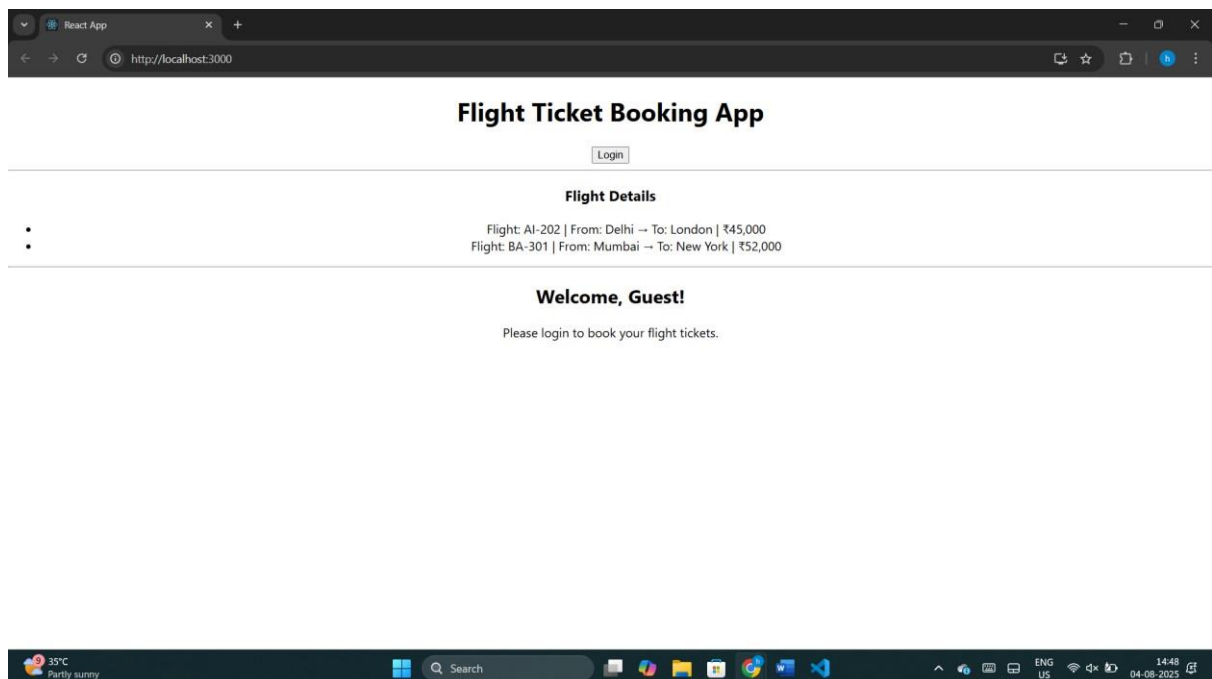 React App
http://localhost:3000
h
Flight Ticket Booking App
Login
Flight Details
Flight: AI-202 | From: Delhi → To: London | ₹45,000
Flight: BA-301 | From: Mumbai → To: New York | ₹52,000
Welcome, Guest!
Please login to book your flight tickets.
9
35°C
Partly sunny
Search
ENG
US
14:48
04-08-2025